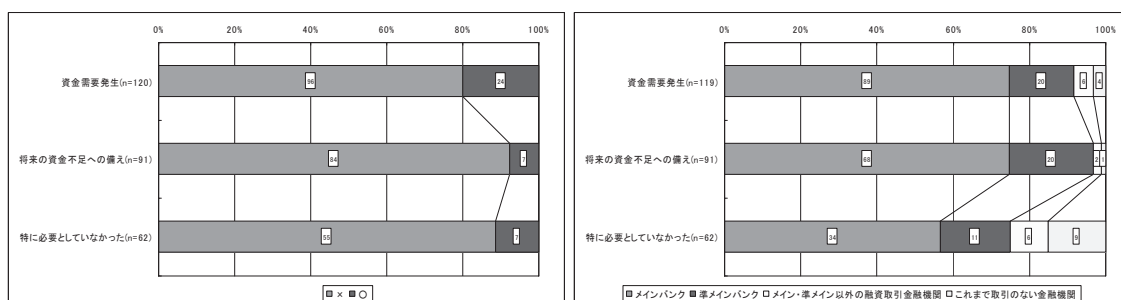 0% 20% 40% 60% 80% 100%
資金需要発生(n=120)
96 24
将来の資金不足への備え(n=91)
84 7
特に必要としていなかった(n=62)
55 7
× ○
0% 20% 40% 60% 80% 100%
資金需要発生(n=119)
89 20 6 4
将来の資金不足への備え(n=91)
68 20 2 1
特に必要としていなかった(n=62)
34 11 6 9
メインバンク 準メインバンク メイン・準メイン以外の融資取引金融機関 これまで取引のない金融機関